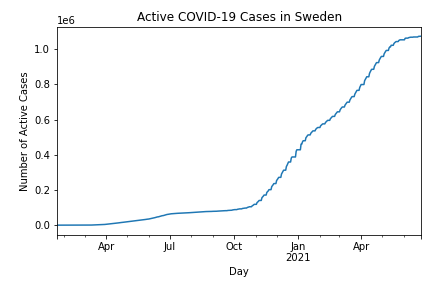 Active COVID-19 Cases in Sweden
1e6
1.0
0.8
0.6
0.4
0.2
0.0
Number of Active Cases
Apr Jul Oct Jan Apr
2021
Day